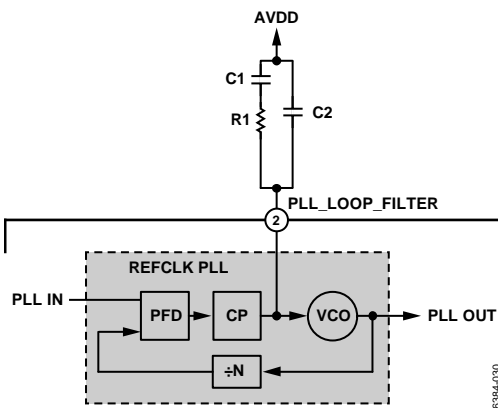 AVDD
C1
R1
C2
PLL_LOOP_FILTER
2
REFCLK PLL
PLL IN
PFD
CP
VCO
PLL OUT
÷N